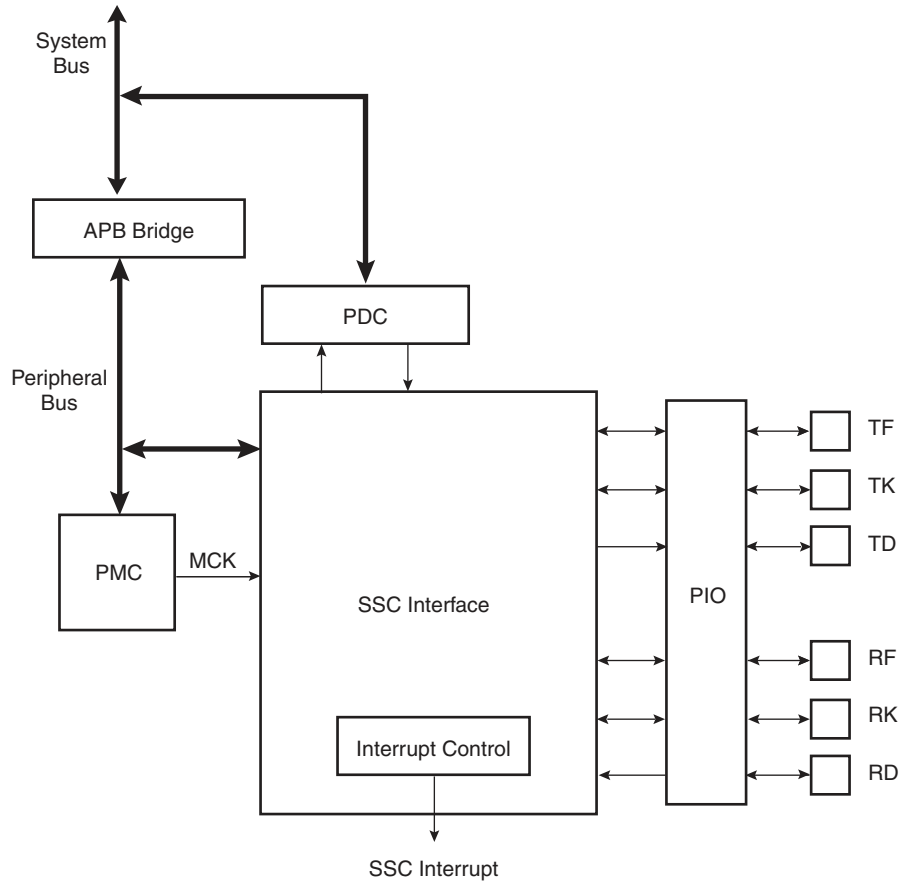 System
Bus
APB Bridge
PDC
Peripheral
Bus
PMC
MCK
SSC Interface
Interrupt Control
SSC Interrupt
PIO
TF
TK
TD
RF
RK
RD